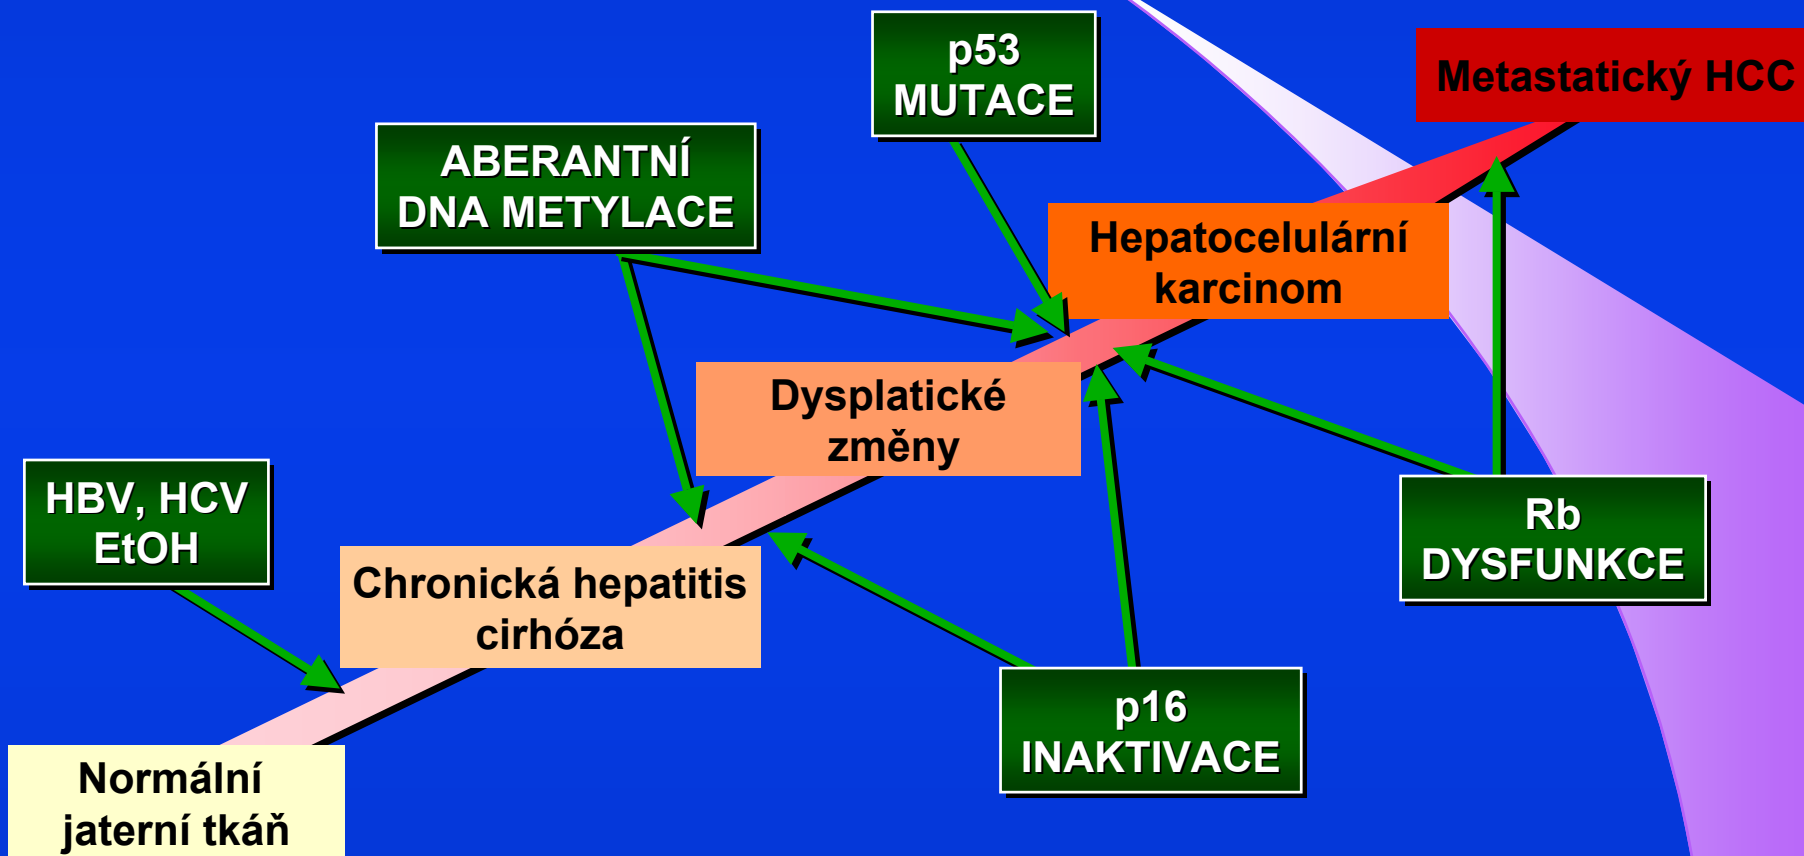 p53
MUTACE
Metastatický HCC
ABERANTNÍ
DNA METYLACE
Hepatocelulární
karcinom
Dysplatické
změny
HBV, HCV
EtOH
Rb
DYSFUNKCE
Chronická hepatitis
cirhóza
p16
INAKTIVACE
Normální
jaterní tkáň